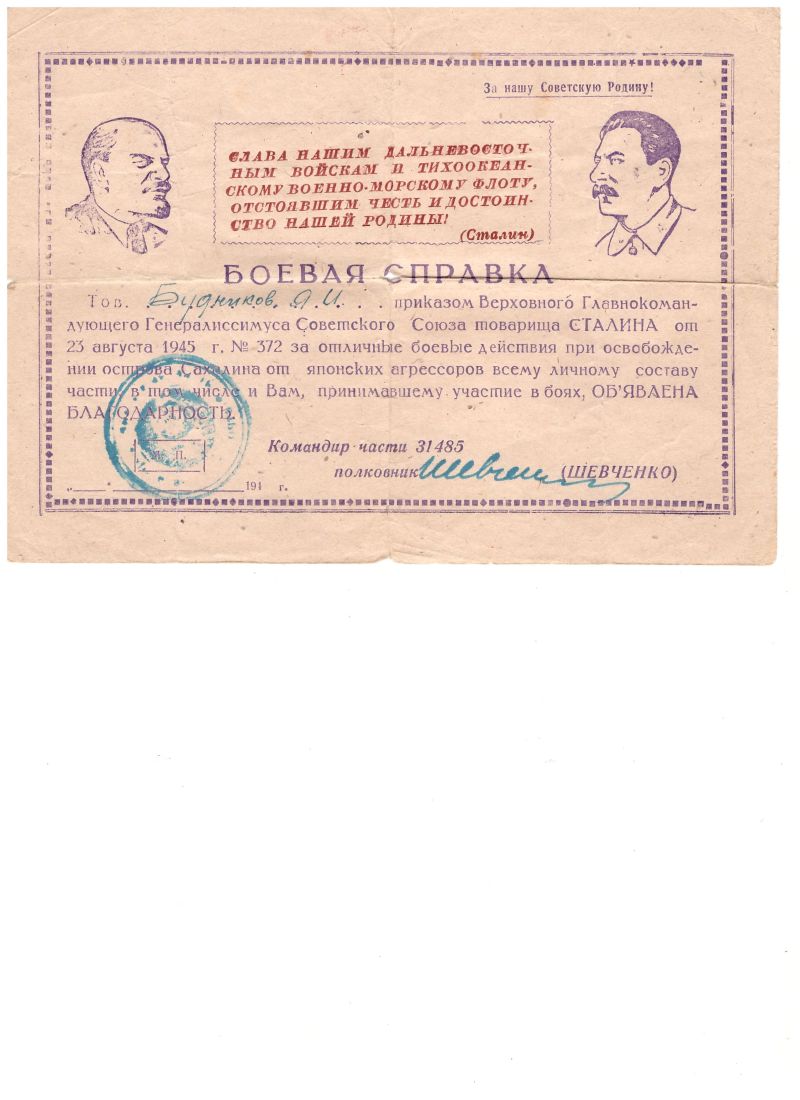 За нашу Советскую Родину!
СЛАВА НАШИМ ДАЛЬНЕВОСТОЧ-
НЫМ ВОЙСКАМ И ТИХООКЕАН-
СКОМУ ВОЕННО-МОРСКОМУ ФЛОТУ,
ОТСТОЯВШИМ ЧЕСТЬ И ДОСТОИН-
СТВО НАШЕЙ РОДИНЫ!
(Сталин)
БОЕВАЯ СПРАВКА
Тов. Будников. Я. И. . . приказом Верховного Главнокоман-
дующего Генералиссимуса Советского Союза товарища СТАЛИНА от
23 августа 1945 г. № 372 за отличные боевые действия при освобожде-
нии острова Сахалина от японских агрессоров всему личному составу
части, в том числе и Вам, принимавшему участие в боях, ОБ'ЯВЛЕНА
БЛАГОДАРНОСТЬ.
Командир части 31485
полковник Шевченко (ШЕВЧЕНКО)
М. П.
„ 194 г.